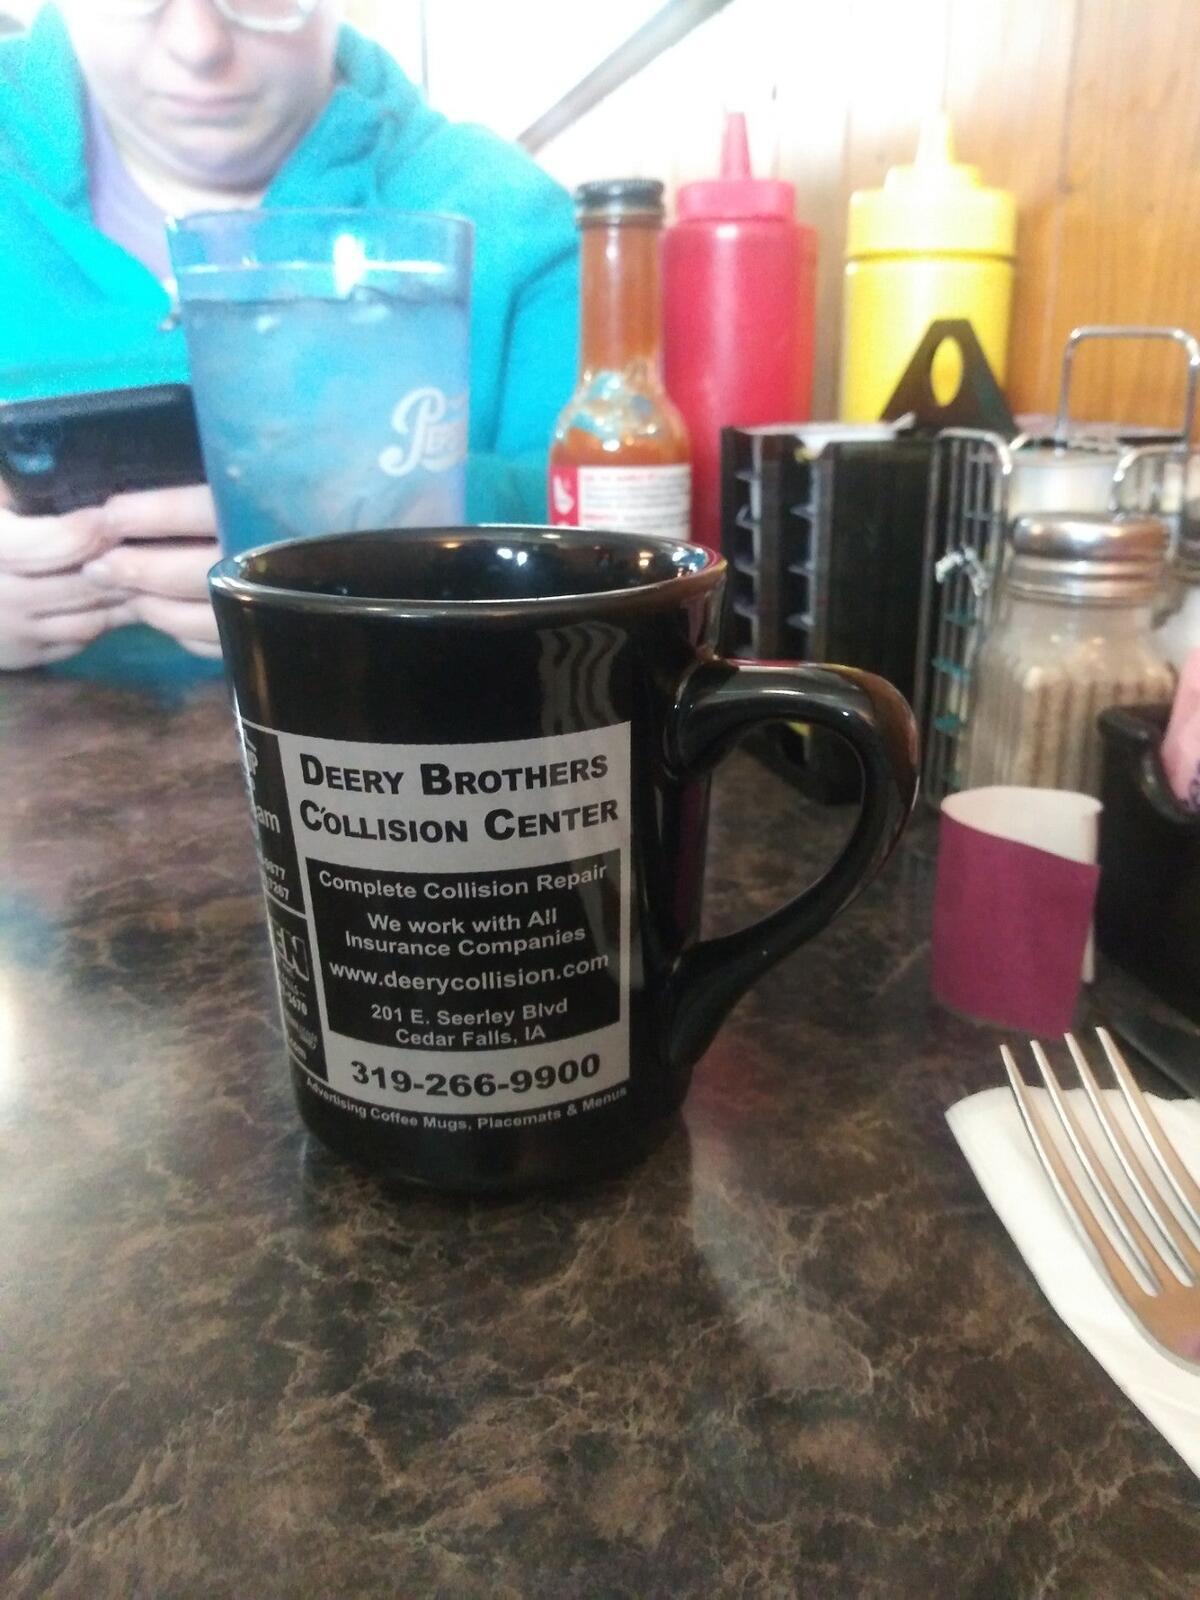 Pepsi
DEERY BROTHERS
COLLISION CENTER
Complete Collision Repair
We work with All
Insurance Companies
www.deerycollision.com
201 E. Seerley Blvd
Cedar Falls, IA
319-266-9900
Advertising Coffee Mugs, Placemats & Menus